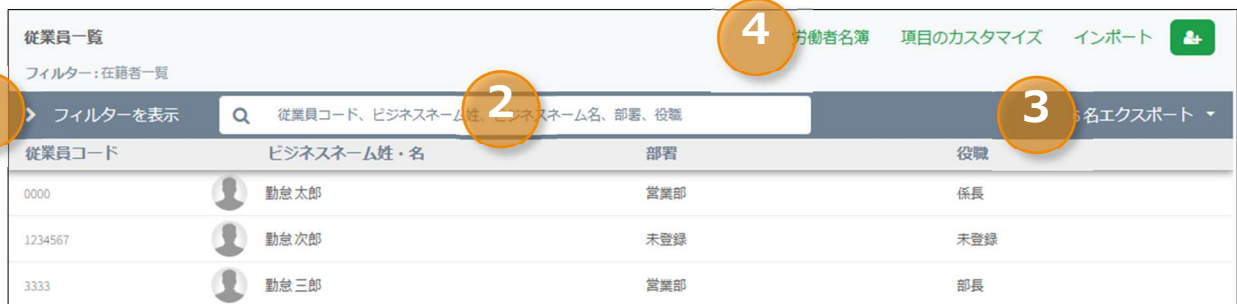 従業員一覧
4 労働者名簿 項目のカスタマイズ インポート
フィルター:在籍者一覧
フィルターを表示 従業員コード、ビジネスネーム姓、ビジネスネーム名、部署、役職 2 3 名エクスポート
従業員コード ビジネスネーム姓・名 部署 役職
0000 勤怠 太郎 営業部 係長
1234567 勤怠 次郎 未登録 未登録
3333 勤怠 三郎 営業部 部長